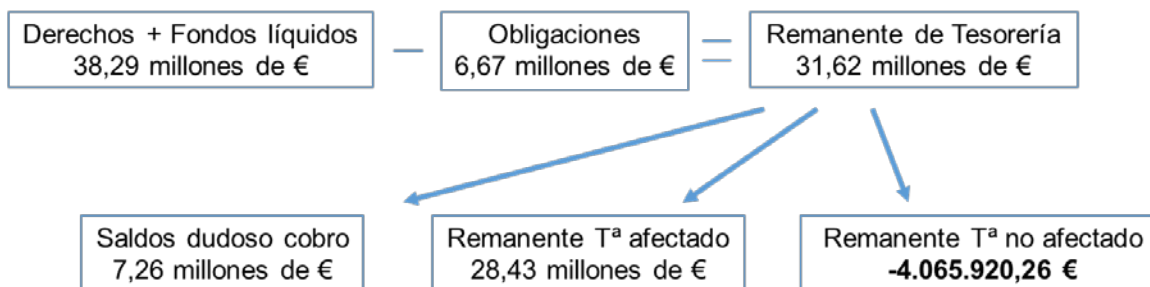 Derechos + Fondos líquidos
38,29 millones de €
Obligaciones
6,67 millones de €
Remanente de Tesorería
31,62 millones de €
Saldos dudoso cobro
7,26 millones de €
Remanente Tª afectado
28,43 millones de €
Remanente Tª no afectado
-4.065.920,26 €